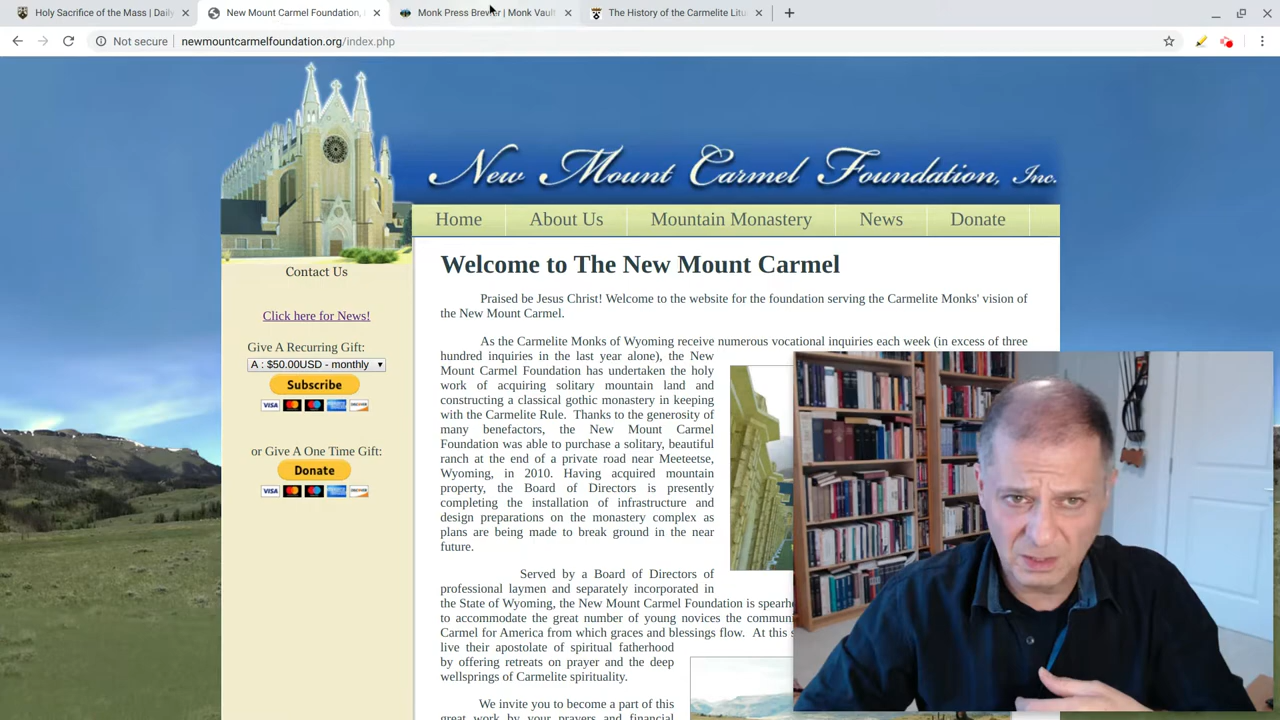 Holy Sacrifice of the Mass | Daily
New Mount Carmel Foundation,
Monk Press Brevier | Monk Vault
The History of the Carmelite Litu
Not secure
newmountcarmelfoundation.org/index.php
New Mount Carmel Foundation, Inc.
Home
About Us
Mountain Monastery
News
Donate
Contact Us
Click here for News!
Give A Recurring Gift:
A : $50.00USD - monthly
Subscribe
VISA
DISCOVER
or Give A One Time Gift:
Donate
VISA
DISCOVER
Welcome to The New Mount Carmel
Praised be Jesus Christ! Welcome to the website for the foundation serving the Carmelite Monks' vision of
the New Mount Carmel.
As the Carmelite Monks of Wyoming receive numerous vocational inquiries each week (in excess of three
hundred inquiries in the last year alone), the New
Mount Carmel Foundation has undertaken the holy
work of acquiring solitary mountain land and
constructing a classical gothic monastery in keeping
with the Carmelite Rule. Thanks to the generosity of
many benefactors, the New Mount Carmel
Foundation was able to purchase a solitary, beautiful
ranch at the end of a private road near Meeteetse,
Wyoming, in 2010. Having acquired mountain
property, the Board of Directors is presently
completing the installation of infrastructure and
design preparations on the monastery complex as
plans are being made to break ground in the near
future.
Served by a Board of Directors of
professional laymen and separately incorporated in
the State of Wyoming, the New Mount Carmel Foundation is spearhe
to accommodate the great number of young novices the communi
Carmel for America from which graces and blessings flow. At this s
live their apostolate of spiritual fatherhood
by offering retreats on prayer and the deep
wellsprings of Carmelite spirituality.
We invite you to become a part of this
great work by your prayers and financial